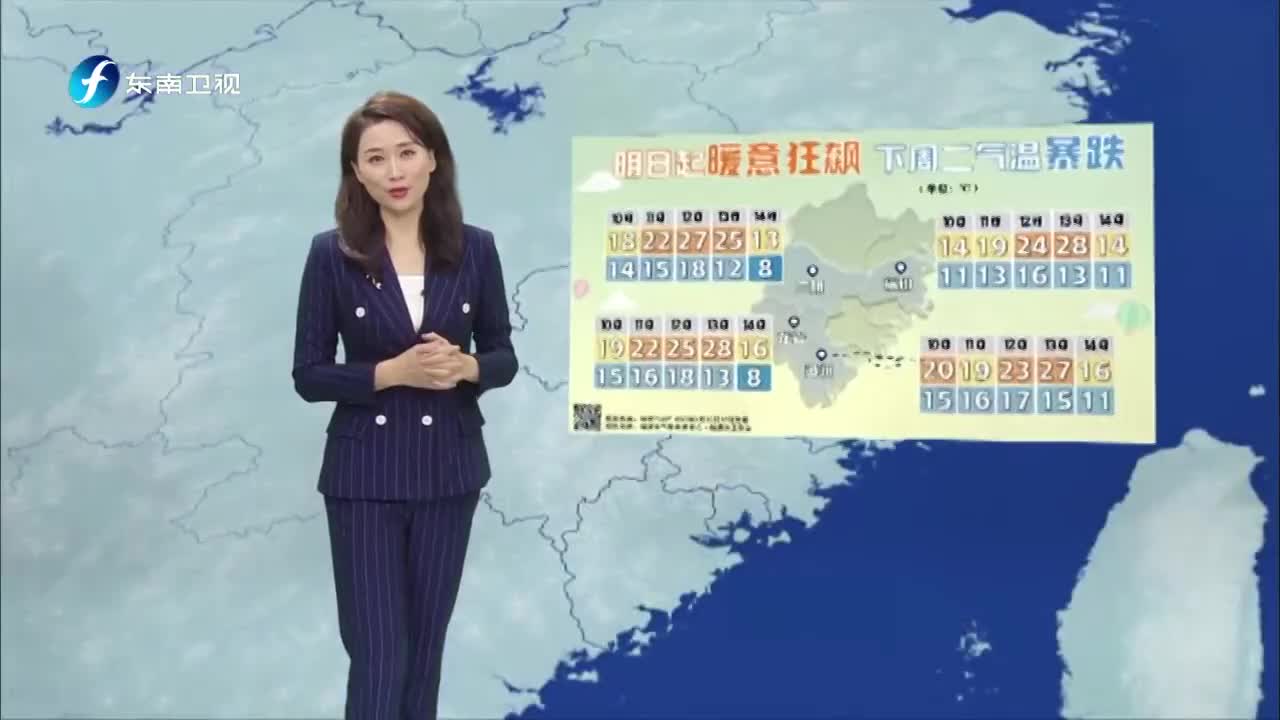 东南卫视
明日起暖意狂飙 下周二气温暴跌
(单位:℃)
10日 11日 12日 13日 14日
18 22 27 25 13
14 15 18 12 8
10日 11日 12日 13日 14日
14 19 24 28 14
11 13 16 13 11
10日 11日 12日 13日 14日
19 22 25 28 16
15 16 18 13 8
10日 11日 12日 13日 14日
20 19 23 27 16
15 16 17 15 11